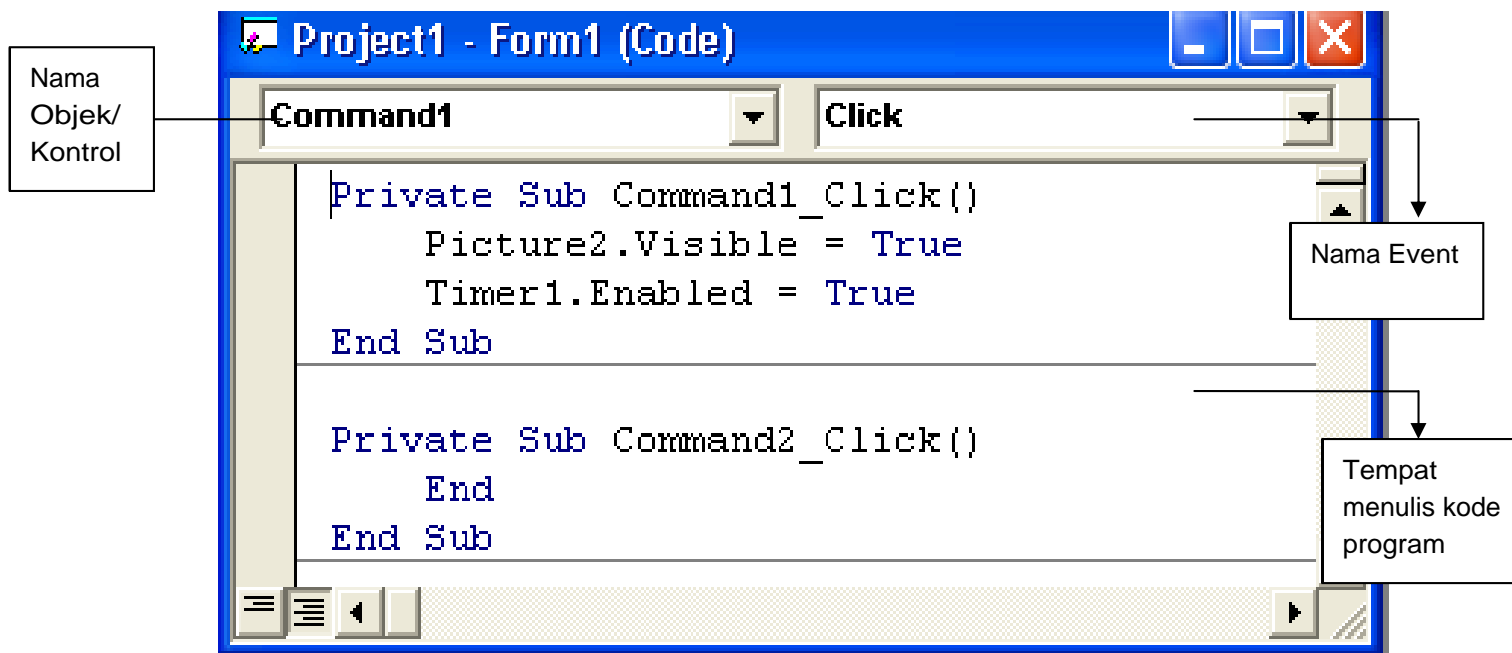 Project1 - Form1 (Code)
Nama
Objek/
Kontrol
Command1
Click
Private Sub Command1_Click()
    Picture2.Visible = True
    Timer1.Enabled = True
End Sub
Nama Event
Private Sub Command2_Click()
    End
End Sub
Tempat
menulis kode
program